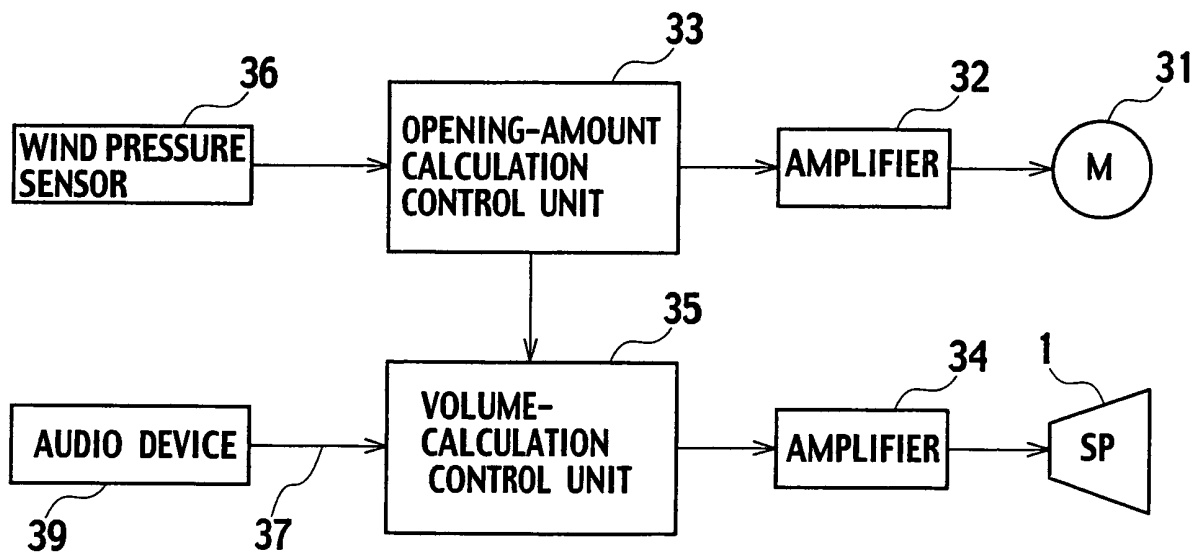 33
36
32
31
WIND PRESSURE
SENSOR
OPENING-AMOUNT
CALCULATION
CONTROL UNIT
AMPLIFIER
M
35
34
1
AUDIO DEVICE
VOLUME-
CALCULATION
CONTROL UNIT
AMPLIFIER
SP
39
37